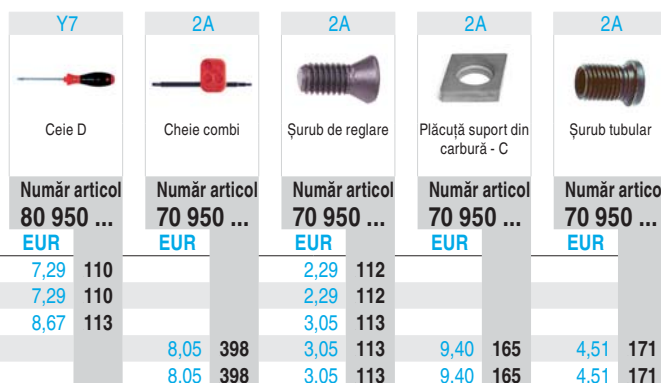 Y7 2A 2A 2A 2A
Ceie D Cheie combi Șurub de reglare Plăcuță suport din carbură - C Șurub tubular
Număr articol Număr articol Număr articol Număr articol Număr artico
80 950 ... 70 950 ... 70 950 ... 70 950 ... 70 950 ...
EUR EUR EUR EUR EUR
7,29 110 2,29 112
7,29 110 2,29 112
8,67 113 3,05 113
8,05 398 3,05 113 9,40 165 4,51 171
8,05 398 3,05 113 9,40 165 4,51 171